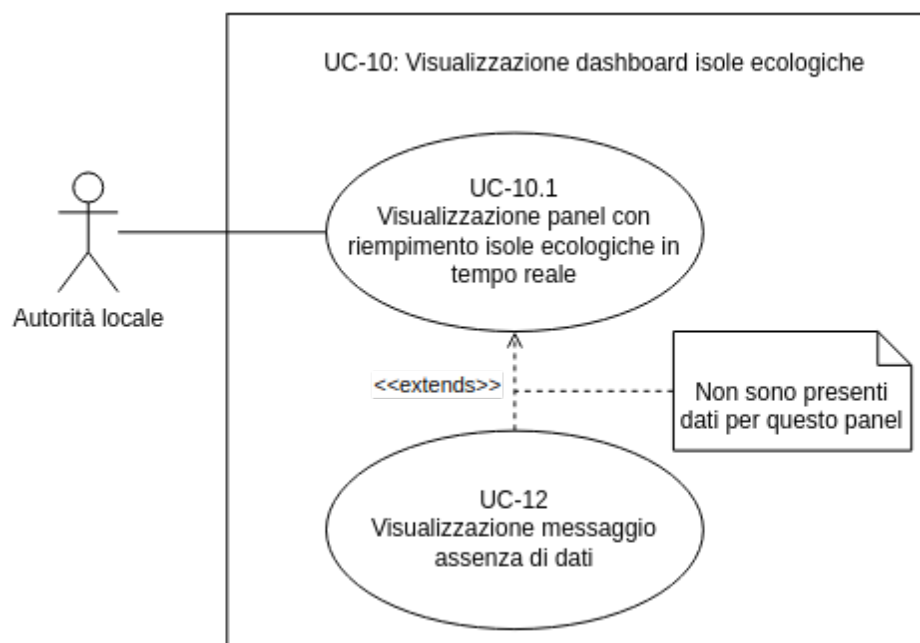 UC-10: Visualizzazione dashboard isole ecologiche
UC-10.1
Visualizzazione panel con
riempimento isole ecologiche in
tempo reale
Autorità locale
<<extends>>
Non sono presenti
dati per questo panel
UC-12
Visualizzazione messaggio
assenza di dati